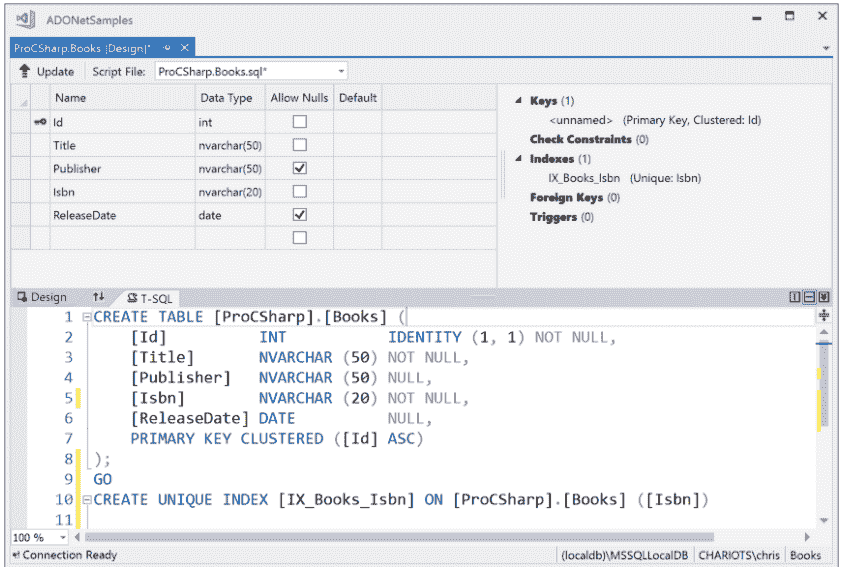 ADONetSamples
ProCSharp.Books [Design]*
Update Script File: ProCSharp.Books.sql*
Name Data Type Allow Nulls Default
Id int
Title nvarchar(50)
Publisher nvarchar(50)
Isbn nvarchar(20)
ReleaseDate date
Keys (1)
<unnamed> (Primary Key, Clustered: Id)
Check Constraints (0)
Indexes (1)
IX_Books_Isbn (Unique: Isbn)
Foreign Keys (0)
Triggers (0)
Design T-SQL
1 CREATE TABLE [ProCSharp].[Books] (
2 [Id] INT IDENTITY (1, 1) NOT NULL,
3 [Title] NVARCHAR (50) NOT NULL,
4 [Publisher] NVARCHAR (50) NULL,
5 [Isbn] NVARCHAR (20) NOT NULL,
6 [ReleaseDate] DATE NULL,
7 PRIMARY KEY CLUSTERED ([Id] ASC)
8 );
9 GO
10 CREATE UNIQUE INDEX [IX_Books_Isbn] ON [ProCSharp].[Books] ([Isbn])
11
100 %
Connection Ready (localdb)\MSSQLLocalDB CHARIOTS\chris Books